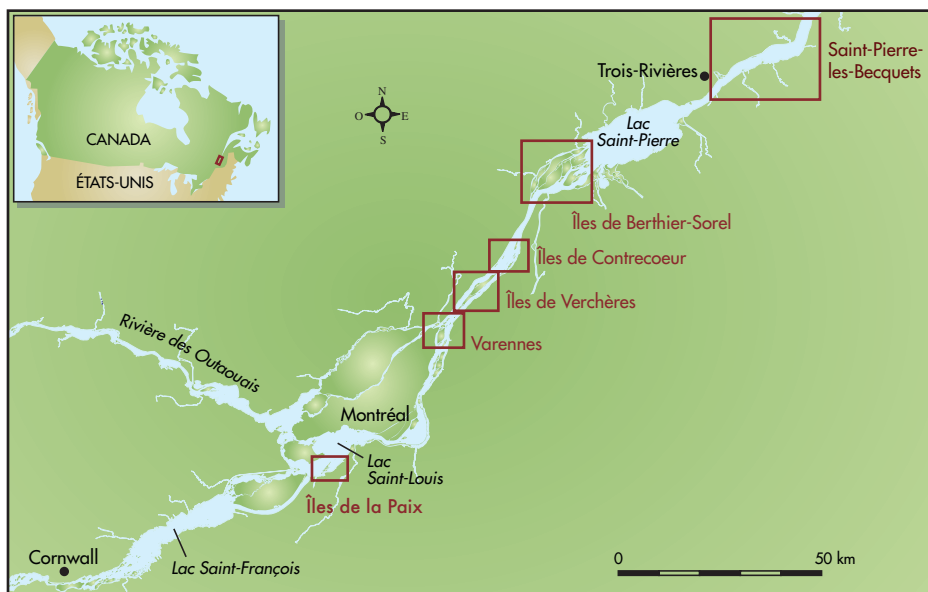 CANADA
ÉTATS-UNIS
N
O
E
S
Trois-Rivières
Saint-Pierre-
les-Becquets
Lac
Saint-Pierre
Îles de Berthier-Sorel
Îles de Contrecoeur
Îles de Verchères
Varennes
Rivière des Outaouais
Montréal
Lac
Saint-Louis
Îles de la Paix
Lac Saint-François
Cornwall
0
50 km